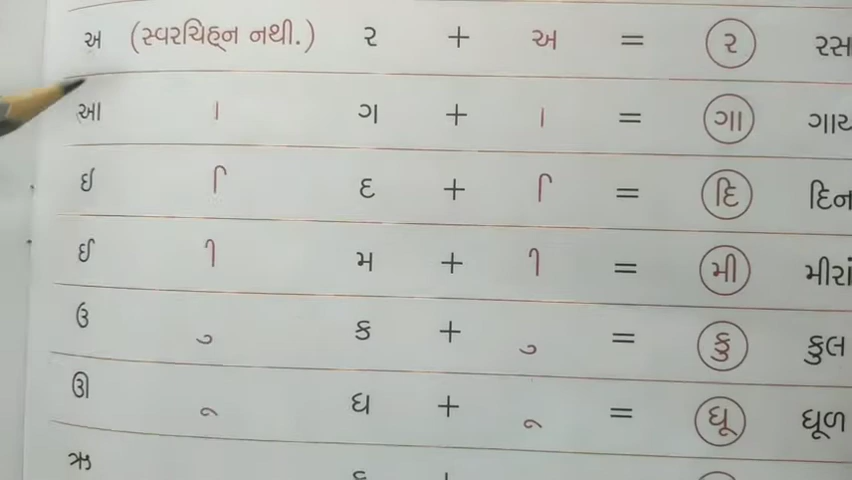 અ (સ્વરચિહ્ન નથી.) ર + અ = ર રસ
આ ા ગ + ા = ગા ગાય
ઇ િ દ + િ = દિ દિન
ઈ ી મ + ી = મી મીરાં
ઉ ુ ક + ુ = કુ કુલ
ઊ ૂ ધ + ૂ = ધૂ ધૂળ
ઋ